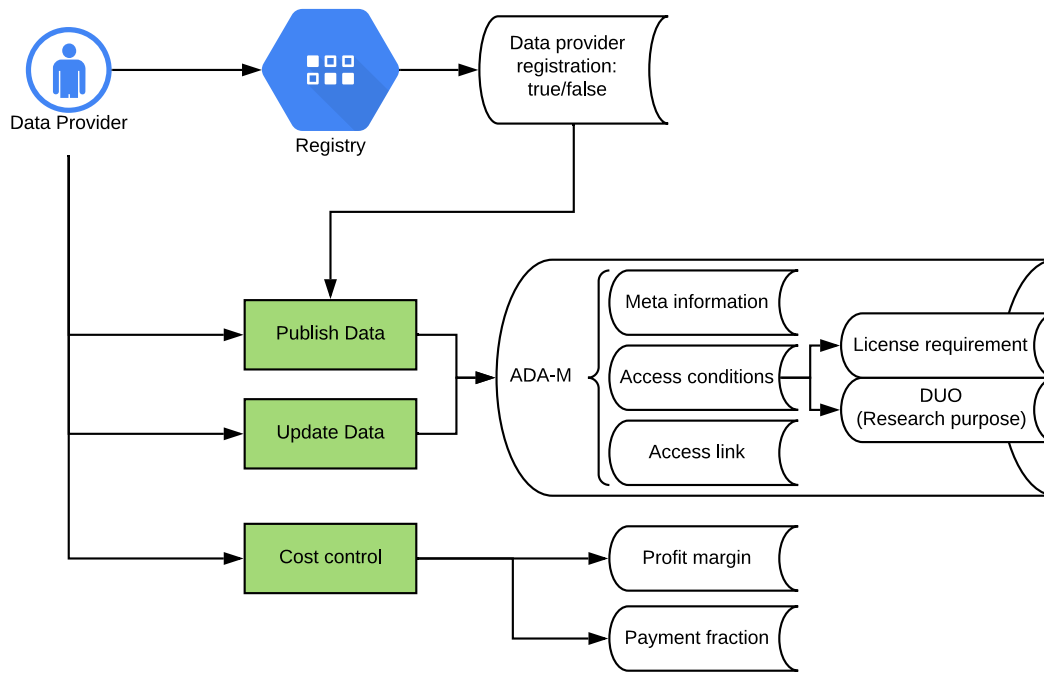 Data Provider
Registry
Data provider
registration:
true/false
Publish Data
Update Data
Cost control
ADA-M
Meta information
Access conditions
Access link
License requirement
DUO
(Research purpose)
Profit margin
Payment fraction